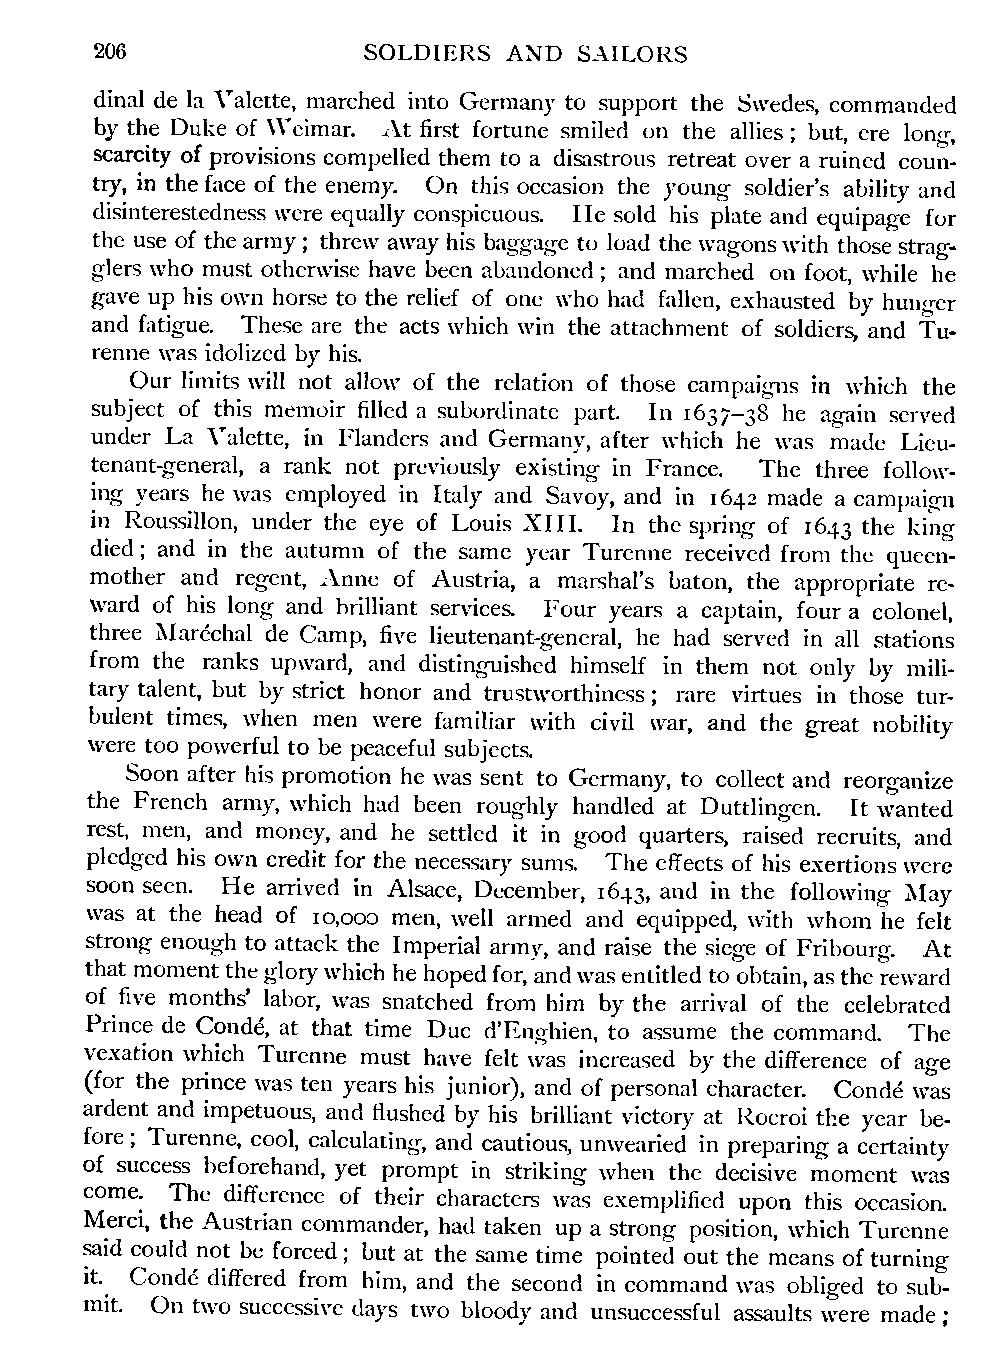 206 SOLDIERS AND SAILORS
dinal de la Valette, marched into Germany to support the Swedes, commanded
by the Duke of Weimar. At first fortune smiled on the allies; but, ere long,
scarcity of provisions compelled them to a disastrous retreat over a ruined coun-
try, in the face of the enemy. On this occasion the young soldier's ability and
disinterestedness were equally conspicuous. He sold his plate and equipage for
the use of the army; threw away his baggage to load the wagons with those strag-
glers who must otherwise have been abandoned; and marched on foot, while he
gave up his own horse to the relief of one who had fallen, exhausted by hunger
and fatigue. These are the acts which win the attachment of soldiers, and Tu-
renne was idolized by his.
Our limits will not allow of the relation of those campaigns in which the
subject of this memoir filled a subordinate part. In 1637–38 he again served
under La Valette, in Flanders and Germany, after which he was made Lieu-
tenant-general, a rank not previously existing in France. The three follow-
ing years he was employed in Italy and Savoy, and in 1642 made a campaign
in Roussillon, under the eye of Louis XIII. In the spring of 1643 the king
died; and in the autumn of the same year Turenne received from the queen-
mother and regent, Anne of Austria, a marshal's baton, the appropriate re-
ward of his long and brilliant services. Four years a captain, four a colonel,
three Maréchal de Camp, five lieutenant-general, he had served in all stations
from the ranks upward, and distinguished himself in them not only by mili-
tary talent, but by strict honor and trustworthiness; rare virtues in those tur-
bulent times, when men were familiar with civil war, and the great nobility
were too powerful to be peaceful subjects.
Soon after his promotion he was sent to Germany, to collect and reorganize
the French army, which had been roughly handled at Duttlingen. It wanted
rest, men, and money, and he settled it in good quarters, raised recruits, and
pledged his own credit for the necessary sums. The effects of his exertions were
soon seen. He arrived in Alsace, December, 1643, and in the following May
was at the head of 10,000 men, well armed and equipped, with whom he felt
strong enough to attack the Imperial army, and raise the siege of Fribourg. At
that moment the glory which he hoped for, and was entitled to obtain, as the reward
of five months' labor, was snatched from him by the arrival of the celebrated
Prince de Condé, at that time Duc d'Enghien, to assume the command. The
vexation which Turenne must have felt was increased by the difference of age
(for the prince was ten years his junior), and of personal character. Condé was
ardent and impetuous, and flushed by his brilliant victory at Rocroi the year be-
fore; Turenne, cool, calculating, and cautious, unwearied in preparing a certainty
of success beforehand, yet prompt in striking when the decisive moment was
come. The difference of their characters was exemplified upon this occasion.
Merci, the Austrian commander, had taken up a strong position, which Turenne
said could not be forced; but at the same time pointed out the means of turning
it. Condé differed from him, and the second in command was obliged to sub-
mit. On two successive days two bloody and unsuccessful assaults were made;